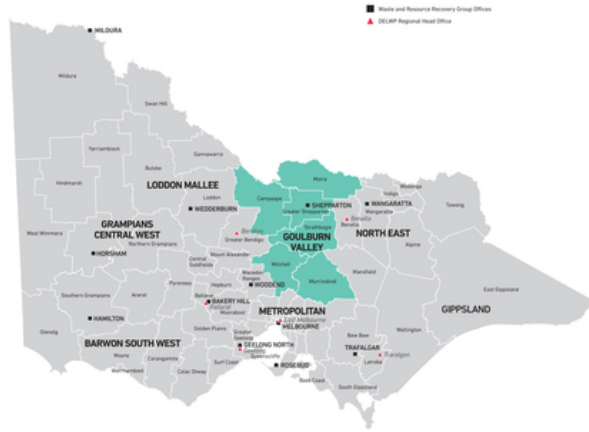 Waste and Resource Recovery Group Offices
DELWP Regional Head Office
MILDURA
Mildura
Swan Hill
Gannawarra
Yarriambiack
Buloke
Hindmarsh
LODDON MALLEE
Loddon
Campaspe
Moira
Wodonga
Indigo
Towong
WEDDERBURN
SHEPPARTON
Greater Shepparton
WANGARATTA
Wangaratta
Benalla
Benalla
Strathbogie
GRAMPIANS
CENTRAL WEST
West Wimmera
Northern Grampians
Bendigo
Greater Bendigo
GOULBURN
VALLEY
NORTH EAST
Alpine
HORSHAM
Central
Goldfields
Mount Alexander
Mitchell
Mansfield
Macedon
Ranges
Murrindindi
Pyrenees
Hepburn
WOODEND
Southern Grampians
Ararat
Ballarat
BAKERY HILL
Ballarat
Moorabool
METROPOLITAN
East Melbourne
MELBOURNE
East Gippsland
GIPPSLAND
HAMILTON
Glenelg
Golden Plains
Greater
Geelong
GEELONG NORTH
Geelong
Queenscliffe
Wellington
Baw Baw
TRAFALGAR
Traralgon
Latrobe
BARWON SOUTH WEST
Moyne
Corangamite
Surf Coast
ROSEBUD
Warrnambool
Colac Otway
Bass Coast
South Gippsland